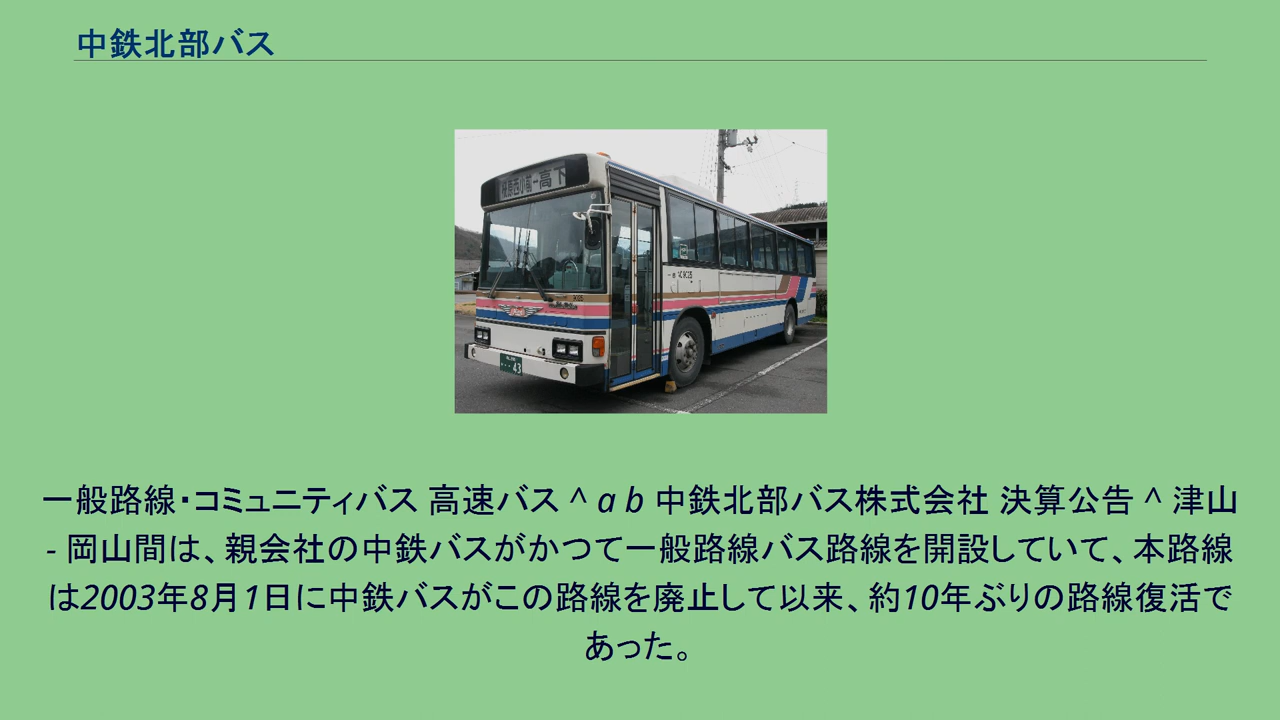 中鉄北部バス
高下
43
一般路線・コミュニティバス 高速バス ^ a b 中鉄北部バス株式会社 決算公告 ^ 津山
- 岡山間は、親会社の中鉄バスがかつて一般路線バス路線を開設していて、本路線
は2003年8月1日に中鉄バスがこの路線を廃止して以来、約10年ぶりの路線復活で
あった。